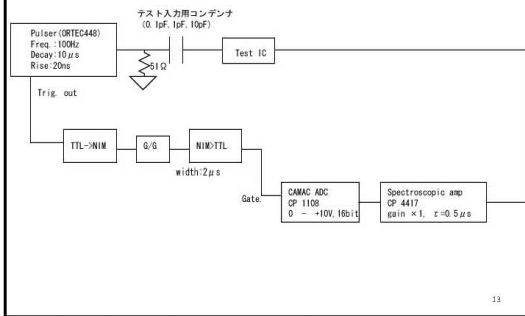 テスト入力用コンデンナ
(0.1pF,1pF,10pF)
Pulser(ORTEC448)
Freq.:100Hz
Decay:10μs
Rise:20ns
51Ω
Test IC
Trig. out
TTL->NIM
G/G
NIM>TTL
width:2μs
Gate.
CAMAC ADC
CP 1108
0 - +10V,16bit
Spectroscopic amp
CP 4417
gain ×1, τ=0.5μs
13